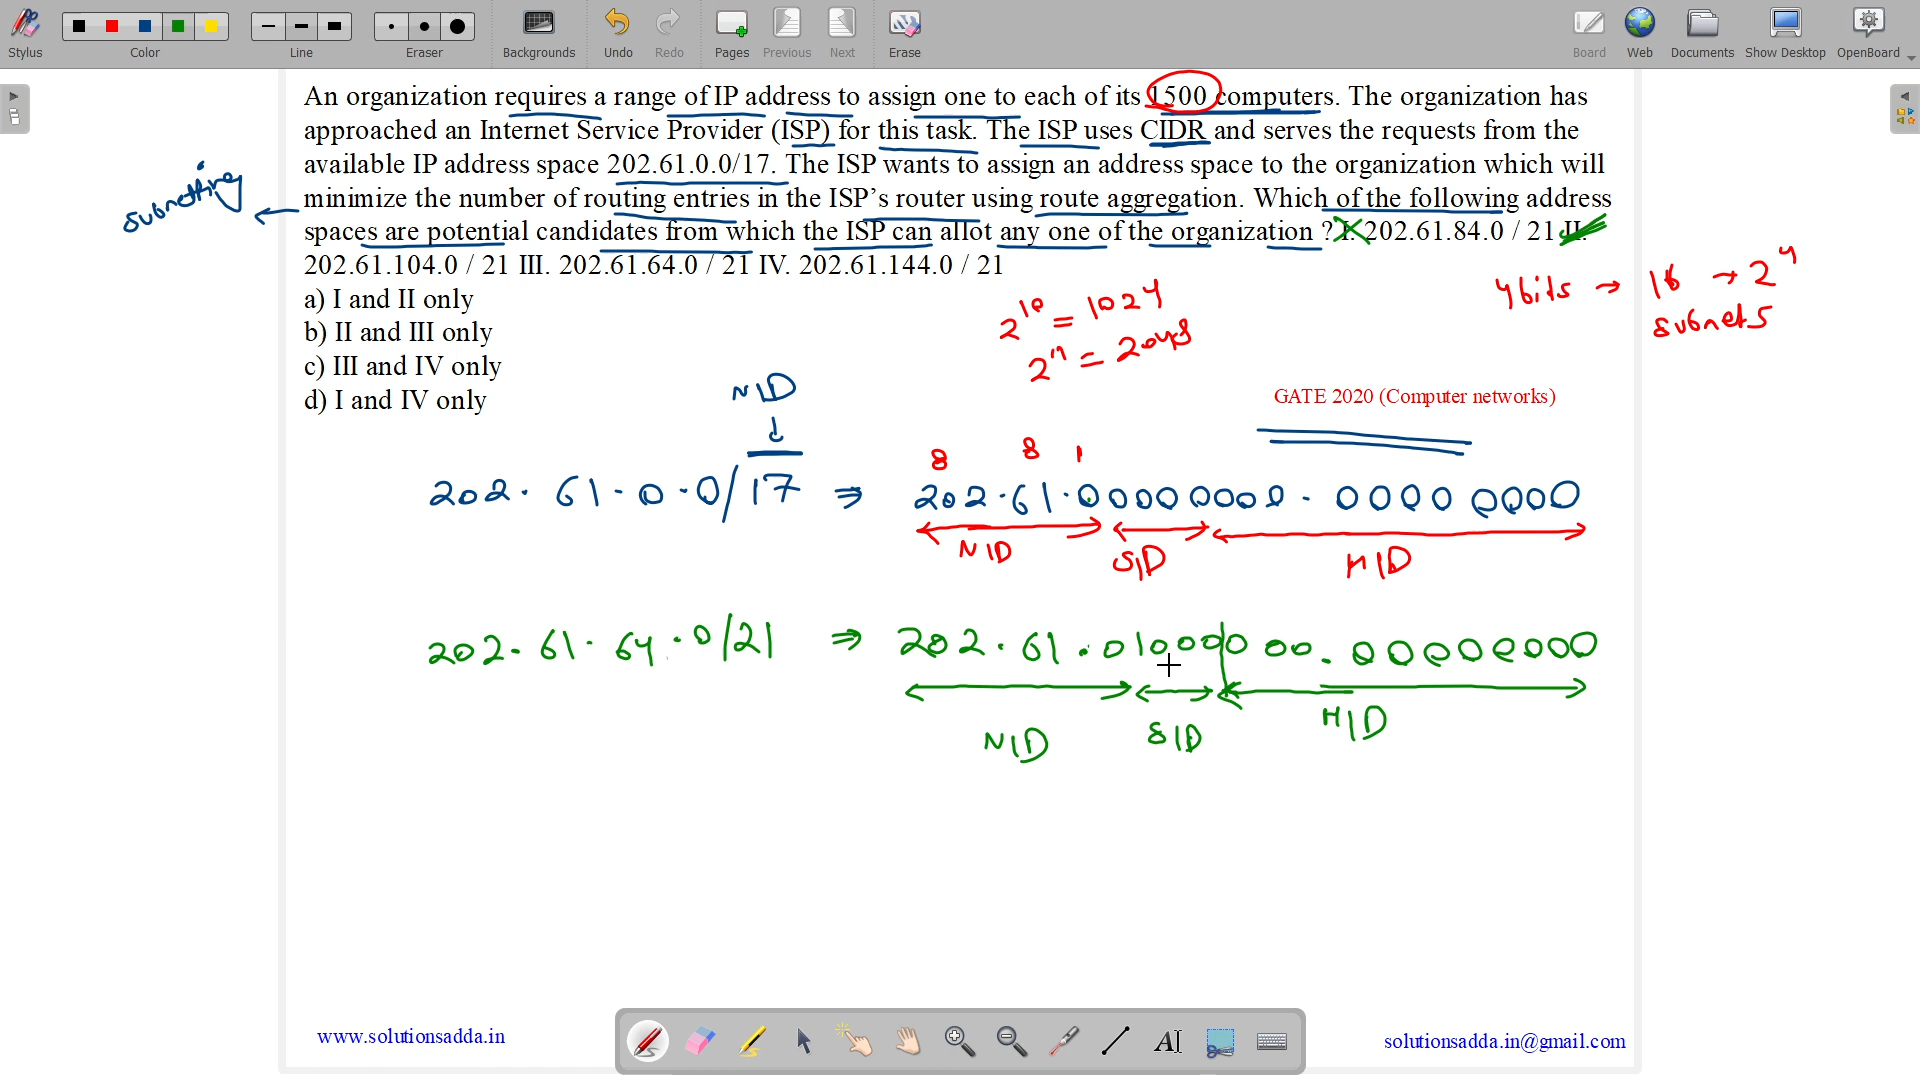 Stylus Color Line Eraser Backgrounds Undo Redo Pages Previous Next Erase Board Web Documents Show Desktop OpenBoard
An organization requires a range of IP address to assign one to each of its 1500 computers. The organization has
approached an Internet Service Provider (ISP) for this task. The ISP uses CIDR and serves the requests from the
available IP address space 202.61.0.0/17. The ISP wants to assign an address space to the organization which will
minimize the number of routing entries in the ISP's router using route aggregation. Which of the following address
spaces are potential candidates from which the ISP can allot any one of the organization ? I. 202.61.84.0 / 21 II.
202.61.104.0 / 21 III. 202.61.64.0 / 21 IV. 202.61.144.0 / 21
a) I and II only
b) II and III only
c) III and IV only
d) I and IV only
subnetting
2^10 = 1024
2^11 = 2048
4bits → 16 → 2^4
subnets
GATE 2020 (Computer networks)
NID
↓
8 8 1
202.61.0.0/17 ⇒ 202.61.00000000.00000000
NID SID HID
202.61.64.0/21 ⇒ 202.61.01000000.00000000
NID SID HID
www.solutionsadda.in
solutionsadda.in@gmail.com